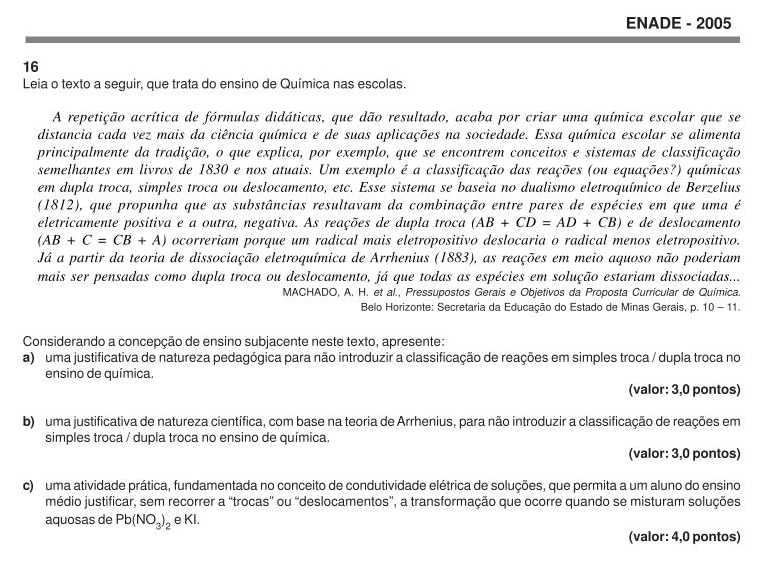 ENADE - 2005
16
Leia o texto a seguir, que trata do ensino de Química nas escolas.
A repetição acrítica de fórmulas didáticas, que dão resultado, acaba por criar uma química escolar que se
distancia cada vez mais da ciência química e de suas aplicações na sociedade. Essa química escolar se alimenta
principalmente da tradição, o que explica, por exemplo, que se encontrem conceitos e sistemas de classificação
semelhantes em livros de 1830 e nos atuais. Um exemplo é a classificação das reações (ou equações?) químicas
em dupla troca, simples troca ou deslocamento, etc. Esse sistema se baseia no dualismo eletroquímico de Berzelius
(1812), que propunha que as substâncias resultavam da combinação entre pares de espécies em que uma é
eletricamente positiva e a outra, negativa. As reações de dupla troca (AB + CD = AD + CB) e de deslocamento
(AB + C = CB + A) ocorreriam porque um radical mais eletropositivo deslocaria o radical menos eletropositivo.
Já a partir da teoria de dissociação eletroquímica de Arrhenius (1883), as reações em meio aquoso não poderiam
mais ser pensadas como dupla troca ou deslocamento, já que todas as espécies em solução estariam dissociadas...
MACHADO, A. H. et al., Pressupostos Gerais e Objetivos da Proposta Curricular de Química.
Belo Horizonte: Secretaria da Educação do Estado de Minas Gerais, p. 10 – 11.
Considerando a concepção de ensino subjacente neste texto, apresente:
a) uma justificativa de natureza pedagógica para não introduzir a classificação de reações em simples troca / dupla troca no
ensino de química.
(valor: 3,0 pontos)
b) uma justificativa de natureza científica, com base na teoria de Arrhenius, para não introduzir a classificação de reações em
simples troca / dupla troca no ensino de química.
(valor: 3,0 pontos)
c) uma atividade prática, fundamentada no conceito de condutividade elétrica de soluções, que permita a um aluno do ensino
médio justificar, sem recorrer a “trocas” ou “deslocamentos”, a transformação que ocorre quando se misturam soluções
aquosas de Pb(NO3)2 e KI.
(valor: 4,0 pontos)